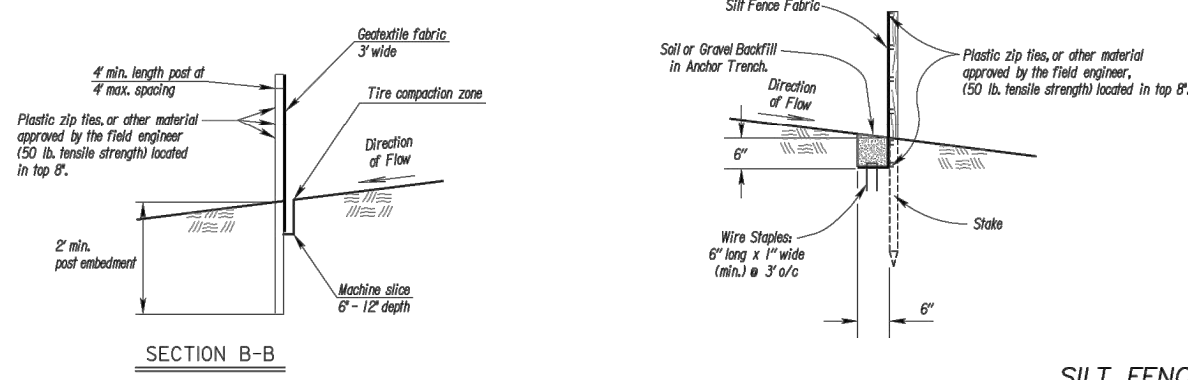 Geotextile fabric
3' wide
4' min. length post at
4' max. spacing
Tire compaction zone
Plastic zip ties, or other material
approved by the field engineer
(50 lb. tensile strength) located
in top 8".
Direction
of Flow
2' min.
post embedment
Machine slice
6" - 12" depth
SECTION B-B
Silt Fence Fabric
Soil or Gravel Backfill
in Anchor Trench.
Direction
of Flow
Plastic zip ties, or other material
approved by the field engineer,
(50 lb. tensile strength) located in top 8".
6"
Stake
Wire Staples:
6" long x 1" wide
(min.) @ 3' o/c
6"
SILT FENC